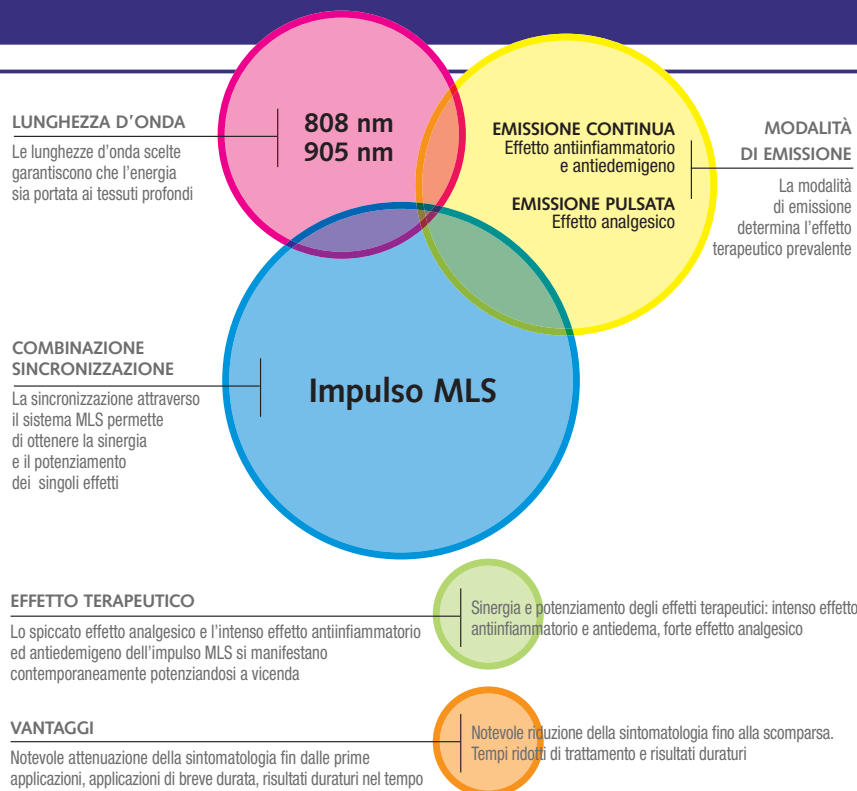 LUNGHEZZA D'ONDA
Le lunghezze d'onda scelte
garantiscono che l'energia
sia portata ai tessuti profondi
808 nm
905 nm
EMISSIONE CONTINUA
Effetto antiinfiammatorio
e antiedemigeno
EMISSIONE PULSATA
Effetto analgesico
MODALITÀ
DI EMISSIONE
La modalità
di emissione
determina l'effetto
terapeutico prevalente
COMBINAZIONE
SINCRONIZZAZIONE
La sincronizzazione attraverso
il sistema MLS permette
di ottenere la sinergia
e il potenziamento
dei singoli effetti
Impulso MLS
EFFETTO TERAPEUTICO
Lo spiccato effetto analgesico e l'intenso effetto antiinfiammatorio
ed antiedemigeno dell'impulso MLS si manifestano
contemporaneamente potenziandosi a vicenda
Sinergia e potenziamento degli effetti terapeutici: intenso effetto
antiinfiammatorio e antiedema, forte effetto analgesico
VANTAGGI
Notevole attenuazione della sintomatologia fin dalle prime
applicazioni, applicazioni di breve durata, risultati duraturi nel tempo
Notevole riduzione della sintomatologia fino alla scomparsa.
Tempi ridotti di trattamento e risultati duraturi